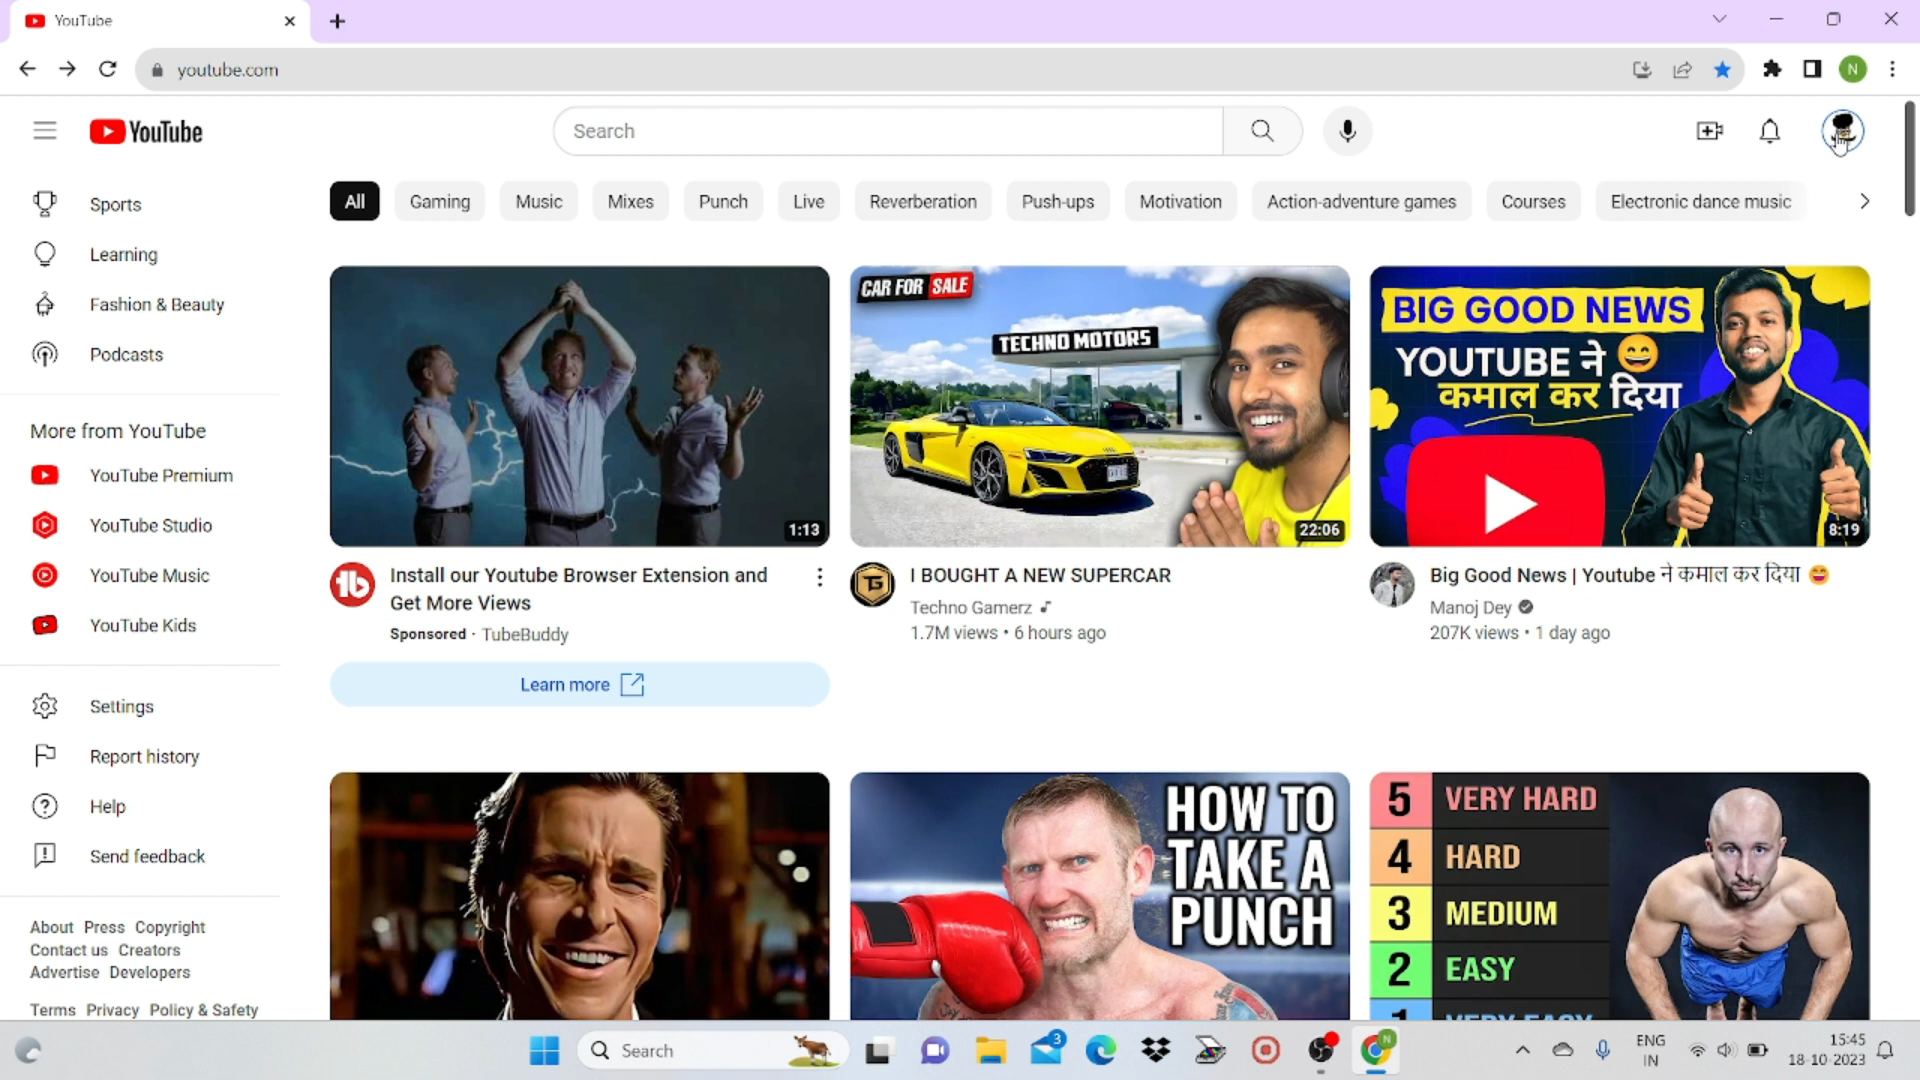 YouTube
youtube.com
N
YouTube
Search
Sports
Learning
Fashion & Beauty
Podcasts
More from YouTube
YouTube Premium
YouTube Studio
YouTube Music
YouTube Kids
Settings
Report history
Help
Send feedback
About Press Copyright
Contact us Creators
Advertise Developers
Terms Privacy Policy & Safety
All Gaming Music Mixes Punch Live Reverberation Push-ups Motivation Action-adventure games Courses Electronic dance music
1:13
Install our Youtube Browser Extension and
Get More Views
Sponsored · TubeBuddy
Learn more
CAR FOR SALE
TECHNO MOTORS
22:06
I BOUGHT A NEW SUPERCAR
Techno Gamerz
1.7M views • 6 hours ago
BIG GOOD NEWS
YOUTUBE ने 😄
कमाल कर दिया
8:19
Big Good News | Youtube ने कमाल कर दिया 😄
Manoj Dey
207K views • 1 day ago
HOW TO
TAKE A
PUNCH
5 VERY HARD
4 HARD
3 MEDIUM
2 EASY
1 VERY EASY
Search
3
N
ENG
IN
15:45
18-10-2023